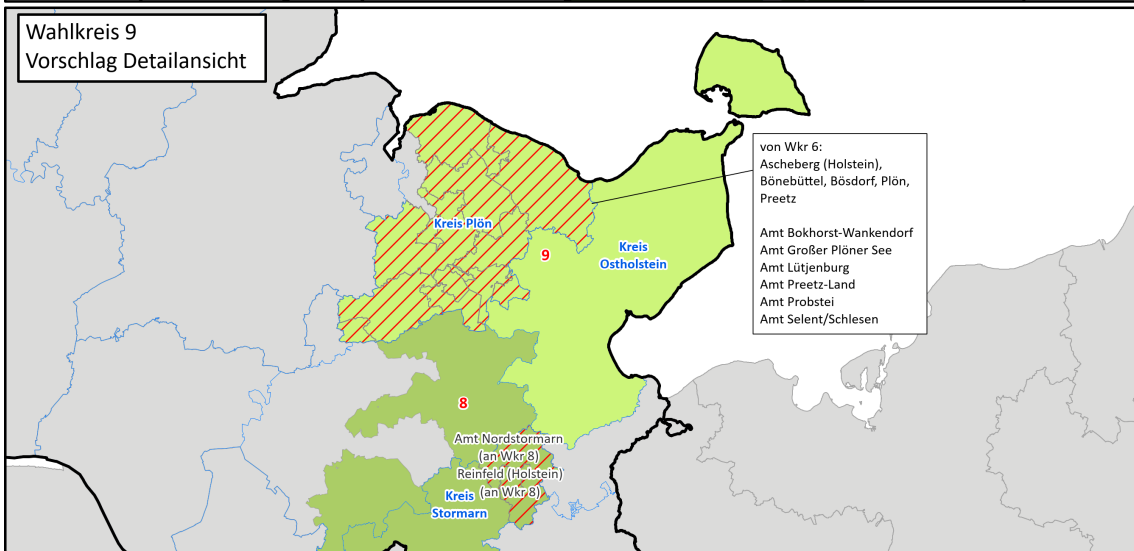 Wahlkreis 9
Vorschlag Detailansicht
von Wkr 6:
Ascheberg (Holstein),
Bönebüttel, Bösdorf, Plön,
Preetz
Amt Bokhorst-Wankendorf
Amt Großer Plöner See
Amt Lütjenburg
Amt Preetz-Land
Amt Probstei
Amt Selent/Schlesen
Kreis Plön
Kreis
Ostholstein
9
8
Amt Nordstormarn
(an Wkr 8)
Reinfeld (Holstein)
(an Wkr 8)
Kreis
Stormarn